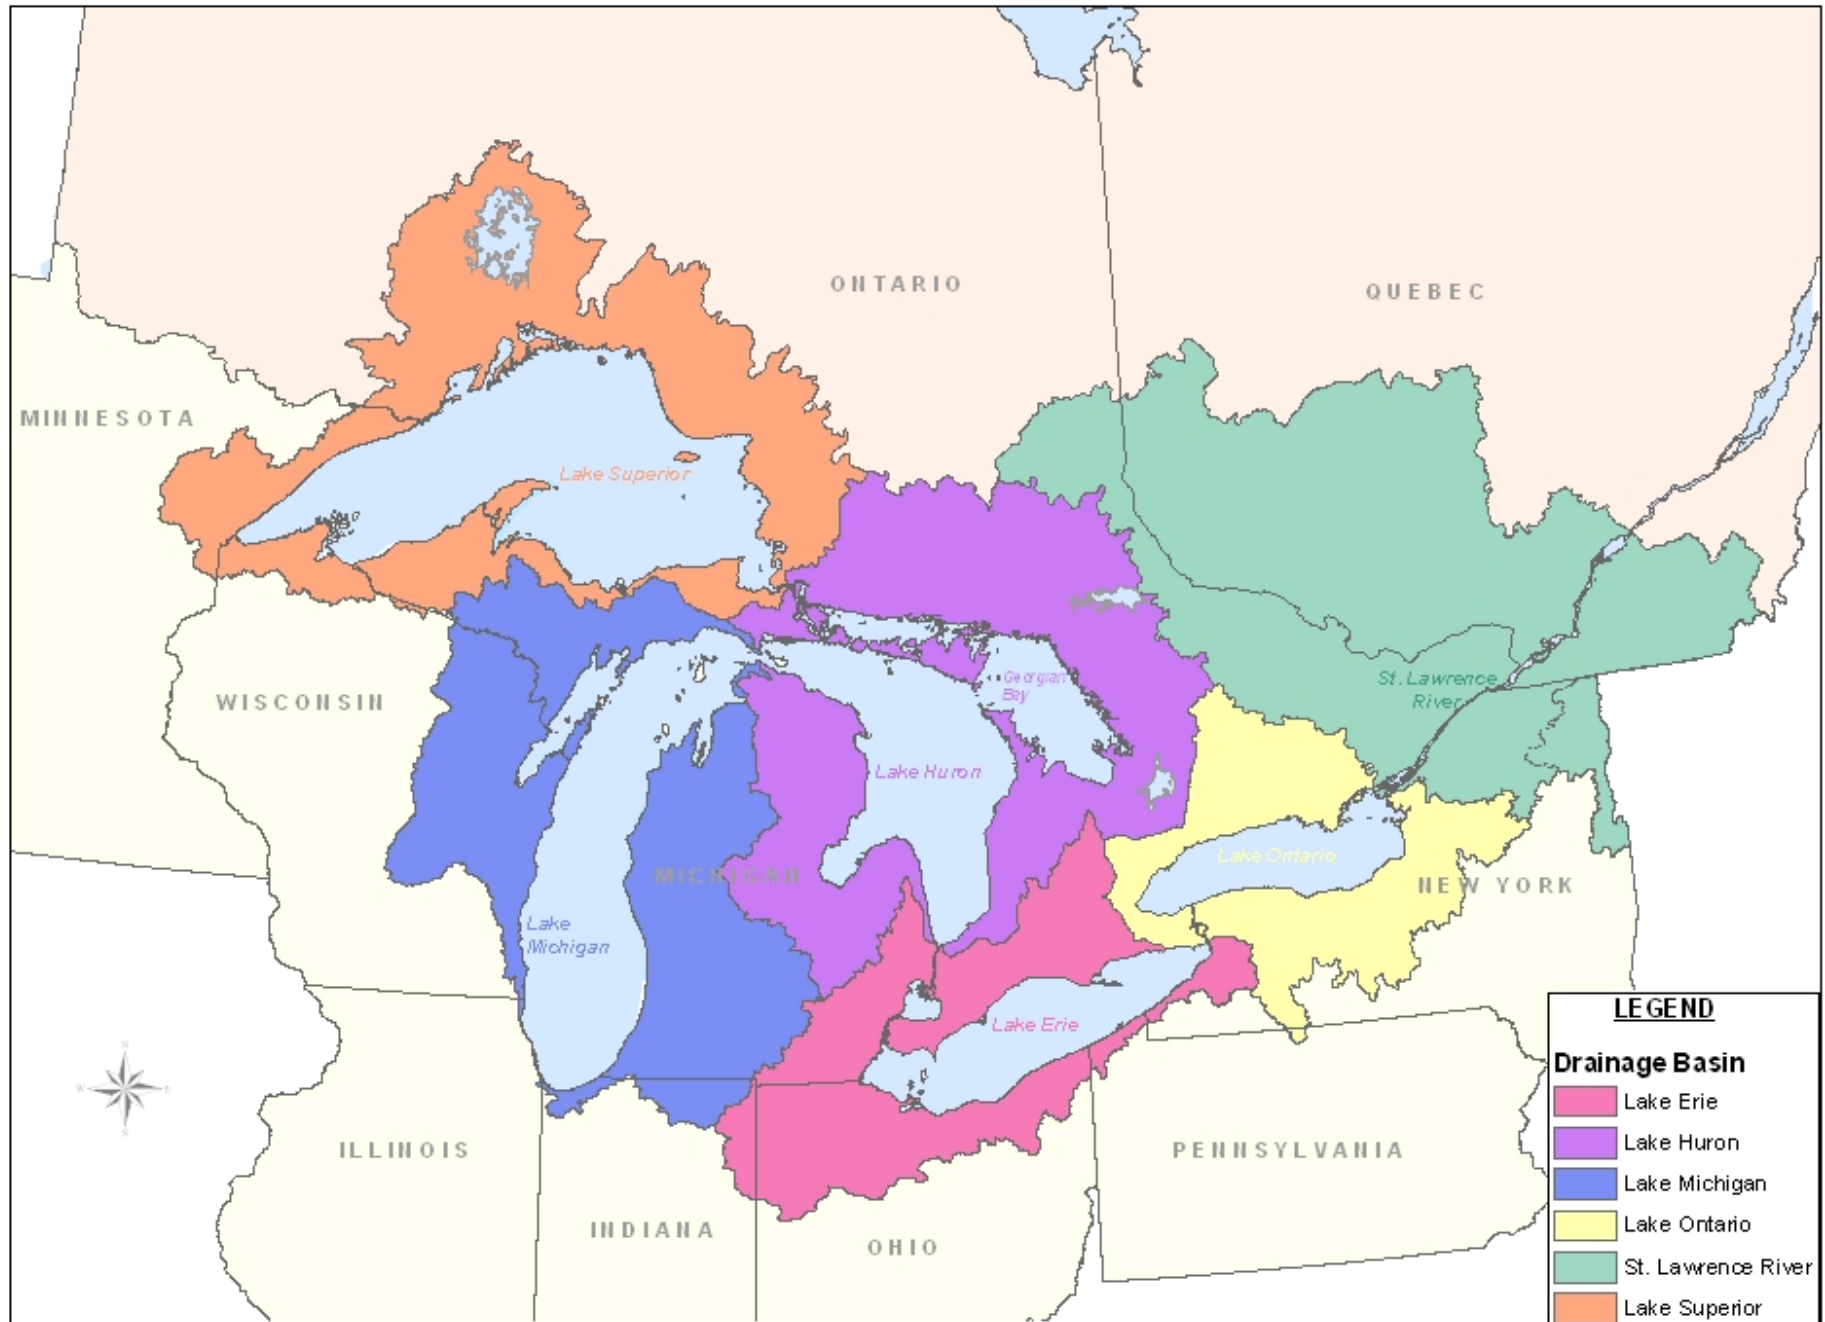 ONTARIO
QUEBEC
MINNESOTA
Lake Superior
WISCONSIN
Georgian
Bay
St. Lawrence
River
Lake Huron
Lake Ontario
MICHIGAN
NEW YORK
Lake
Michigan
Lake Erie
N
W
E
S
ILLINOIS
INDIANA
OHIO
PENNSYLVANIA
LEGEND
Drainage Basin
Lake Erie
Lake Huron
Lake Michigan
Lake Ontario
St. Lawrence River
Lake Superior